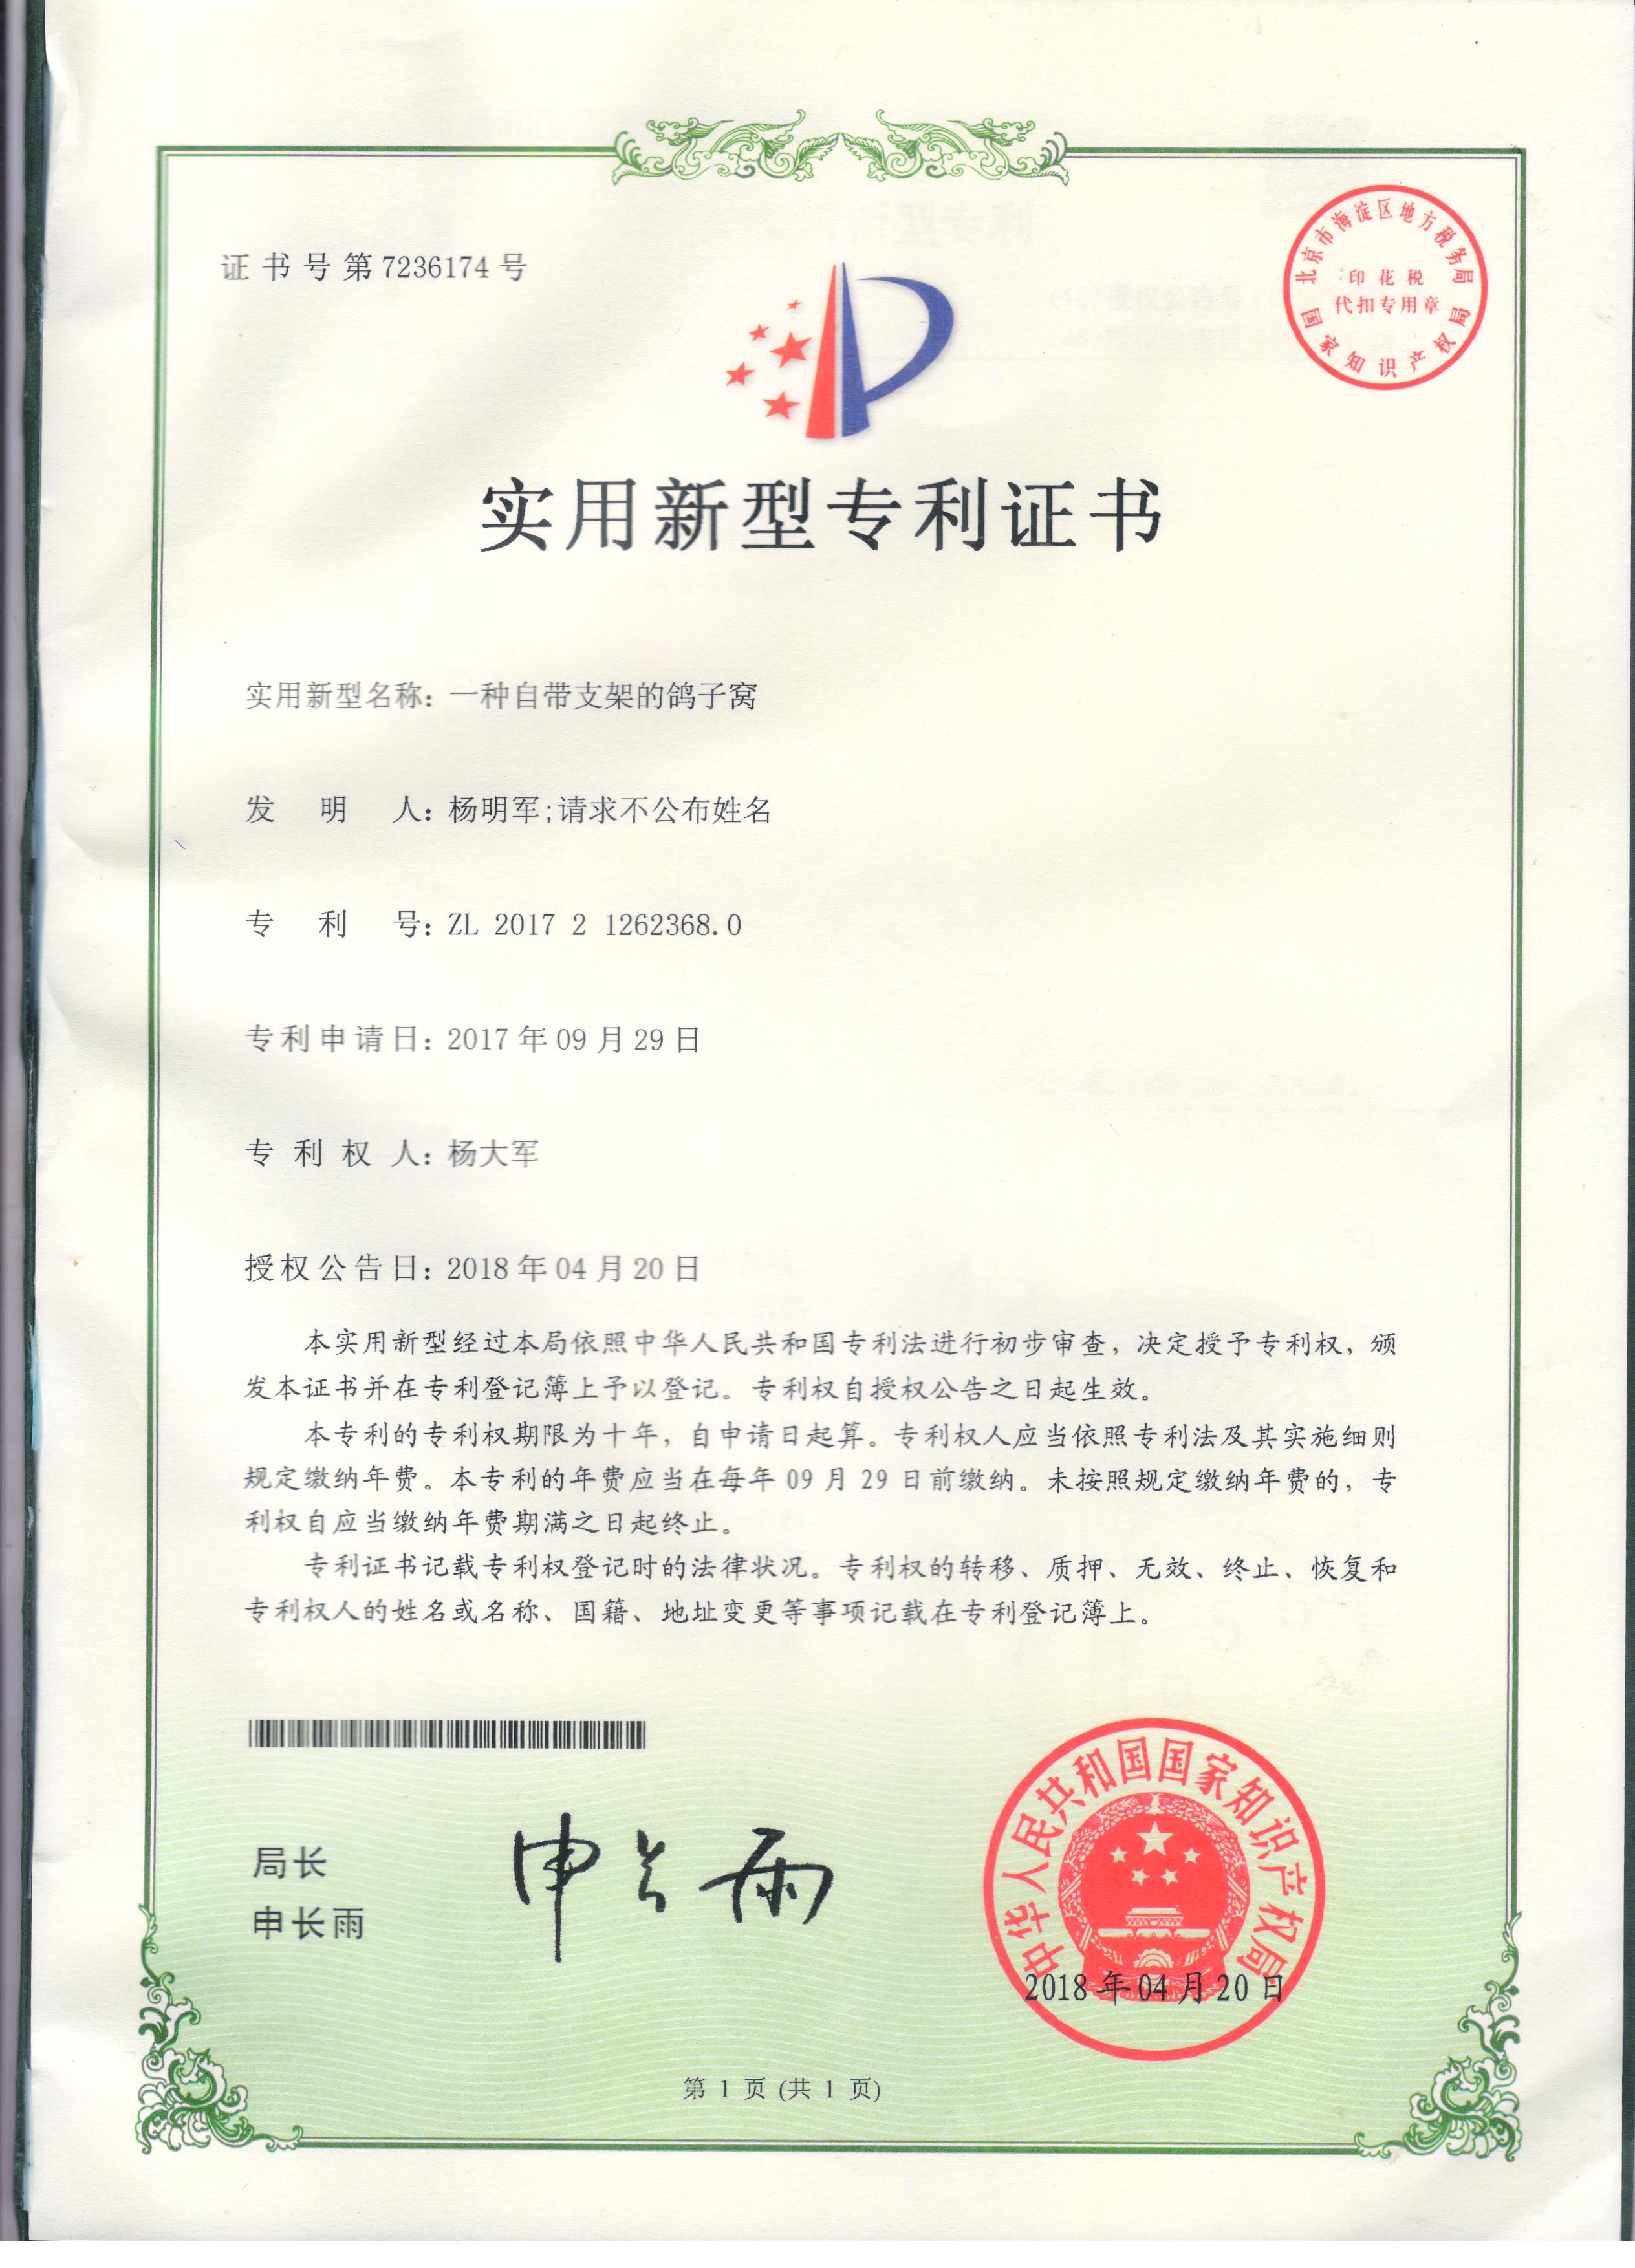 证书号第7236174号
北京市海淀区地方税务局
印花税
代扣专用章
国家知识产权局
实用新型专利证书
实用新型名称：一种自带支架的鸽子窝
发明人：杨明军;请求不公布姓名
专利号：ZL 2017 2 1262368.0
专利申请日：2017年09月29日
专利权人：杨大军
授权公告日：2018年04月20日
本实用新型经过本局依照中华人民共和国专利法进行初步审查，决定授予专利权，颁
发本证书并在专利登记簿上予以登记。专利权自授权公告之日起生效。
本专利的专利权期限为十年，自申请日起算。专利权人应当依照专利法及其实施细则
规定缴纳年费。本专利的年费应当在每年 09 月 29 日前缴纳。未按照规定缴纳年费的，专
利权自应当缴纳年费期满之日起终止。
专利证书记载专利权登记时的法律状况。专利权的转移、质押、无效、终止、恢复和
专利权人的姓名或名称、国籍、地址变更等事项记载在专利登记簿上。
局长
申长雨
申长雨
中华人民共和国国家知识产权局
2018年04月20日
第 1 页 (共 1 页)